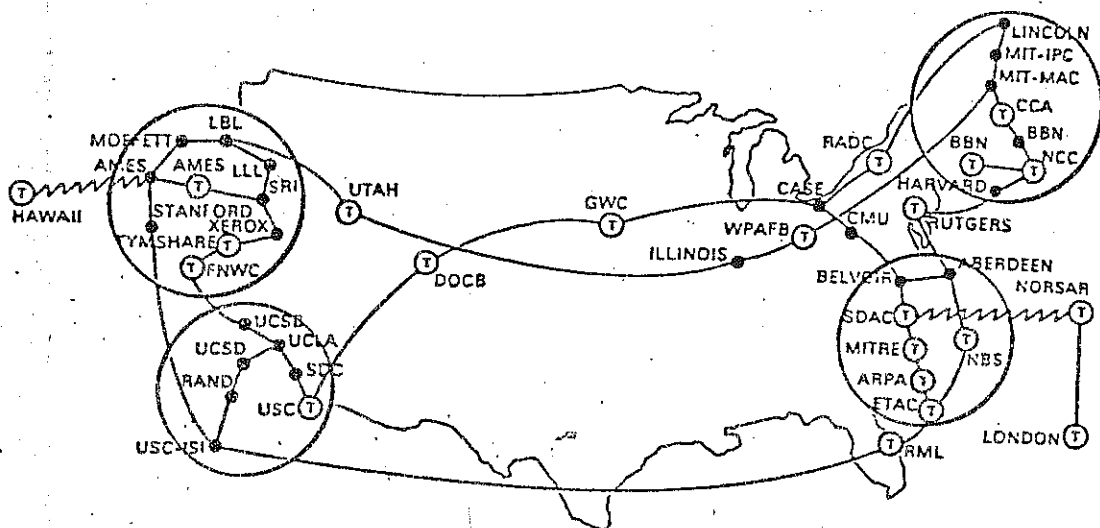 LINCOLN
MIT-IPC
MIT-MAC
CCA
T
BBN
BBN
T
NCC
T
HARVARD
RADC
T
LBL
MOFFETT
AMES
AMES
T
LLL
SRI
T
HAWAII
STANFORD
XEROX
TYMSHARE
T
FNWC
T
UTAH
T
GWC
T
DOCB
T
ILLINOIS
WPAFB
T
CASE
CMU
T
RUTGERS
BELVOIR
ABERDEEN
NORSAR
T
SDAC
T
MITRE
T
NBS
T
ARPA
T
ETAC
T
RML
T
LONDON
T
UCSB
UCLA
UCSD
SDC
RAND
USC
T
USC-ISI